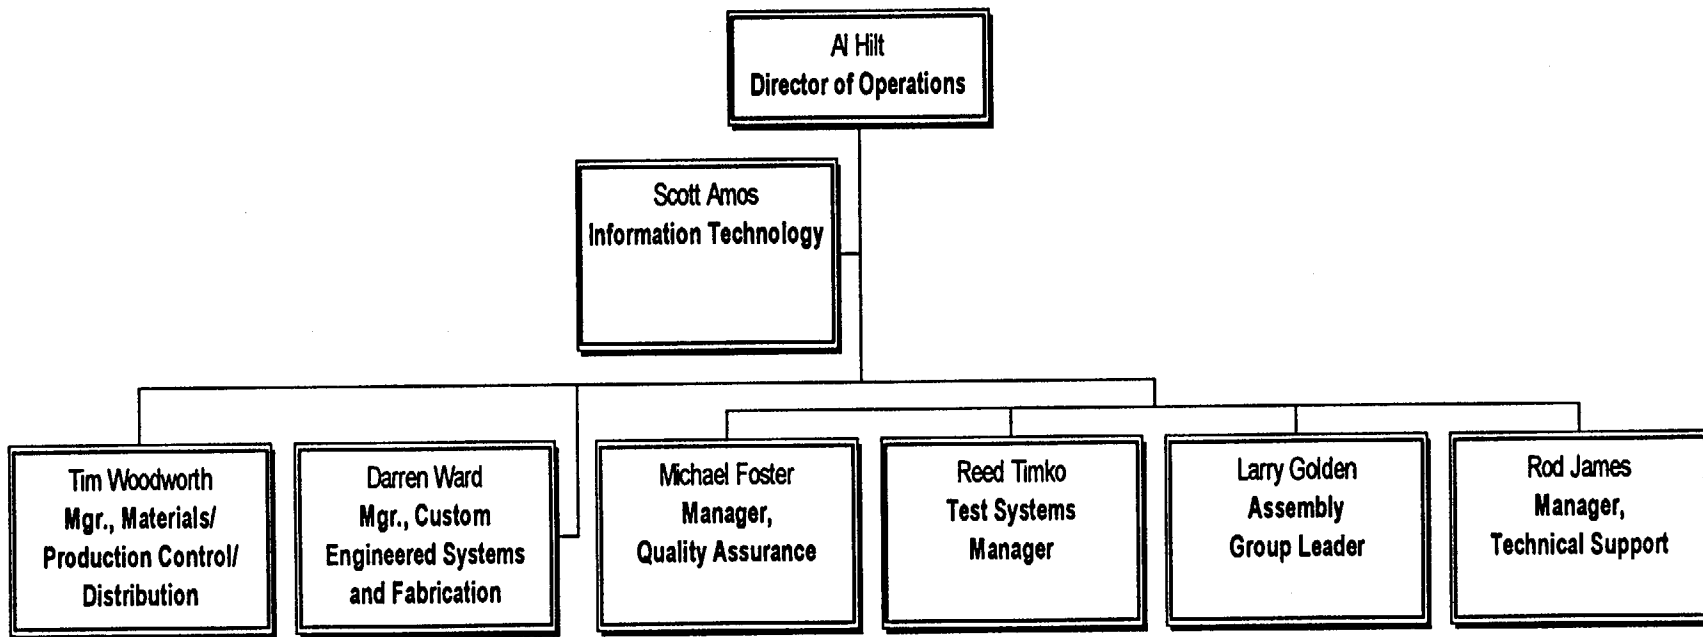 Al Hilt
Director of Operations
Scott Amos
Information Technology
Tim Woodworth
Mgr., Materials/
Production Control/
Distribution
Darren Ward
Mgr., Custom
Engineered Systems
and Fabrication
Michael Foster
Manager,
Quality Assurance
Reed Timko
Test Systems
Manager
Larry Golden
Assembly
Group Leader
Rod James
Manager,
Technical Support